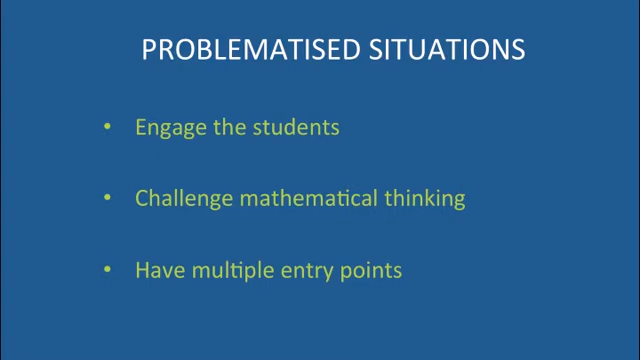 PROBLEMATISED SITUATIONS
• Engage the students
• Challenge mathematical thinking
• Have multiple entry points